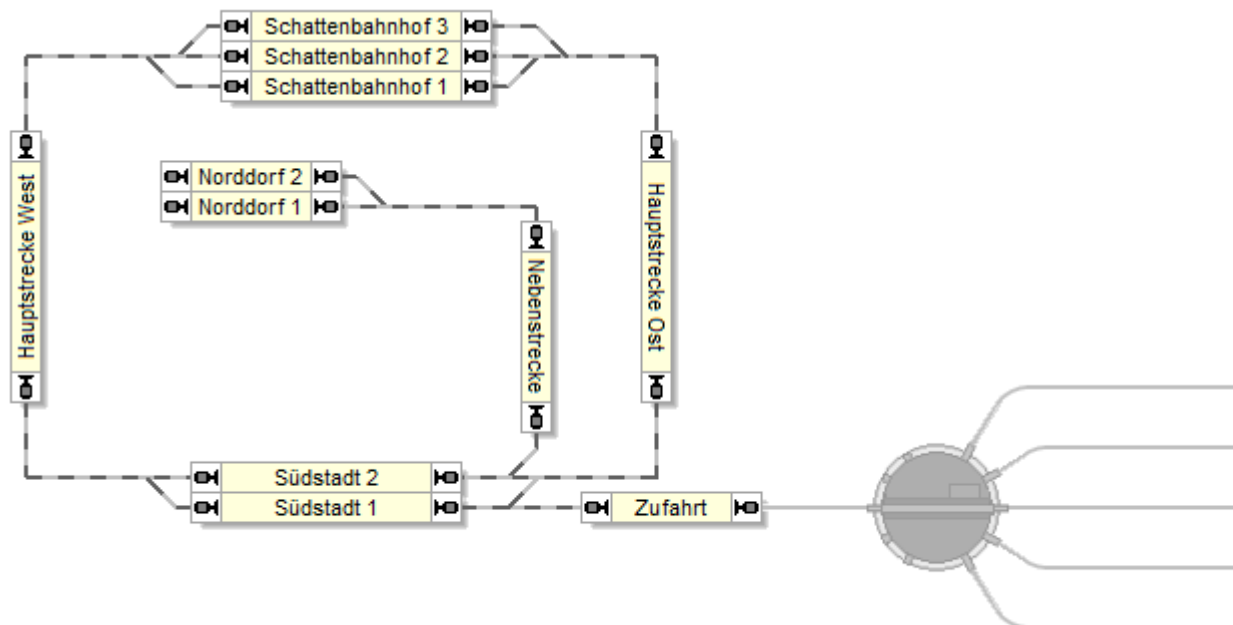 Schattenbahnhof 3
Schattenbahnhof 2
Schattenbahnhof 1
Hauptstrecke West
Norddorf 2
Norddorf 1
Nebenstrecke
Hauptstrecke Ost
Südstadt 2
Südstadt 1
Zufahrt